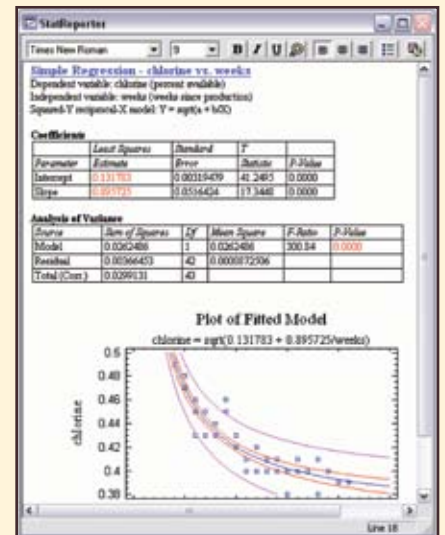 StatReporter
Times New Roman 9 B I U
Simple Regression - chlorine vs. weeks
Dependent variable: chlorine (percent available)
Independent variable: weeks (weeks since production)
Squared-Y reciprocal-X model: Y = sqrt(a + b/X)
Coefficients
Least Squares Standard T
Parameter Estimate Error Statistic P-Value
Intercept 0.131783 0.00319479 41.2495 0.0000
Slope 0.895725 0.0516424 17.3448 0.0000
Analysis of Variance
Source Sum of Squares Df Mean Square F-Ratio P-Value
Model 0.0262486 1 0.0262486 300.84 0.0000
Residual 0.00366453 42 0.0000872506
Total (Corr.) 0.0299131 43
Plot of Fitted Model
chlorine = sqrt(0.131783 + 0.895725/weeks)
0.5
0.48
0.46
0.44
0.42
0.4
0.38
chlorine
Line 18